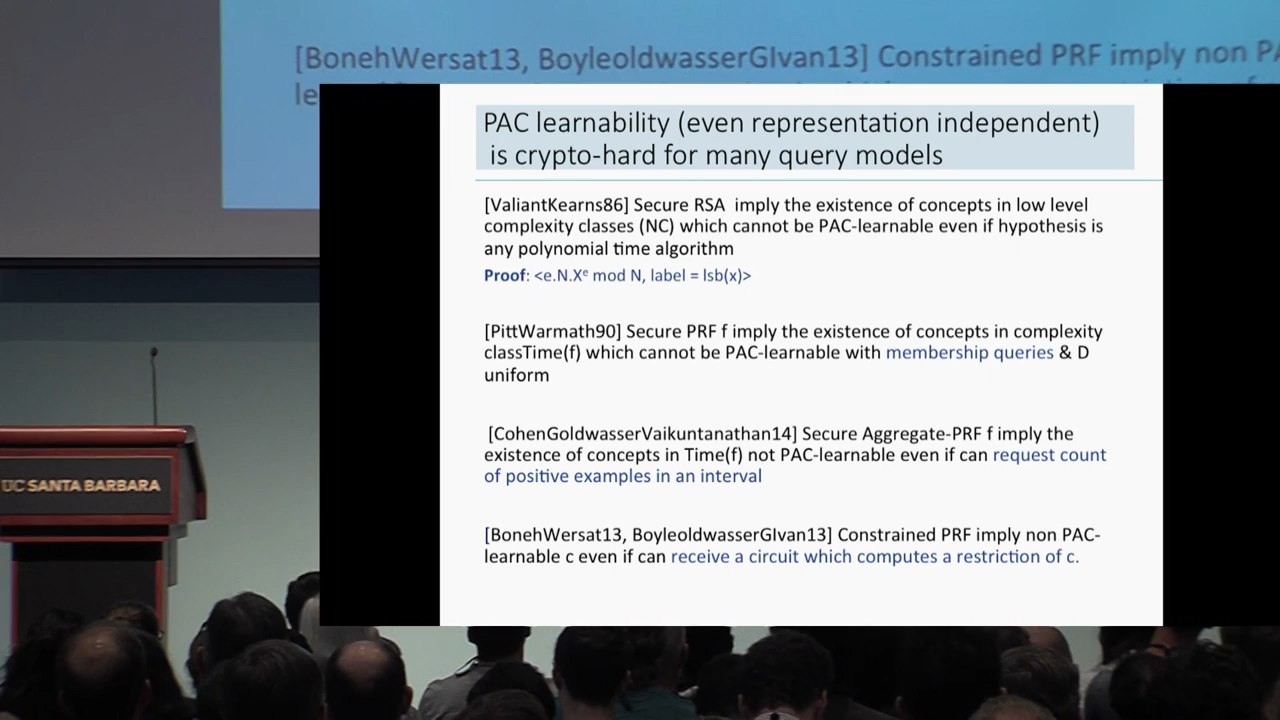 [BonehWersat13, BoyleoldwasserGIvan13] Constrained PRF imply non
PAC learnability (even representation independent)
is crypto-hard for many query models
[ValiantKearns86] Secure RSA imply the existence of concepts in low level
complexity classes (NC) which cannot be PAC-learnable even if hypothesis is
any polynomial time algorithm
Proof: <e.N.Xᵉ mod N, label = lsb(x)>
[PittWarmath90] Secure PRF f imply the existence of concepts in complexity
classTime(f) which cannot be PAC-learnable with membership queries & D
uniform
[CohenGoldwasserVaikuntanathan14] Secure Aggregate-PRF f imply the
existence of concepts in Time(f) not PAC-learnable even if can request count
of positive examples in an interval
[BonehWersat13, BoyleoldwasserGIvan13] Constrained PRF imply non PAC-
learnable c even if can receive a circuit which computes a restriction of c.
UC SANTA BARBARA